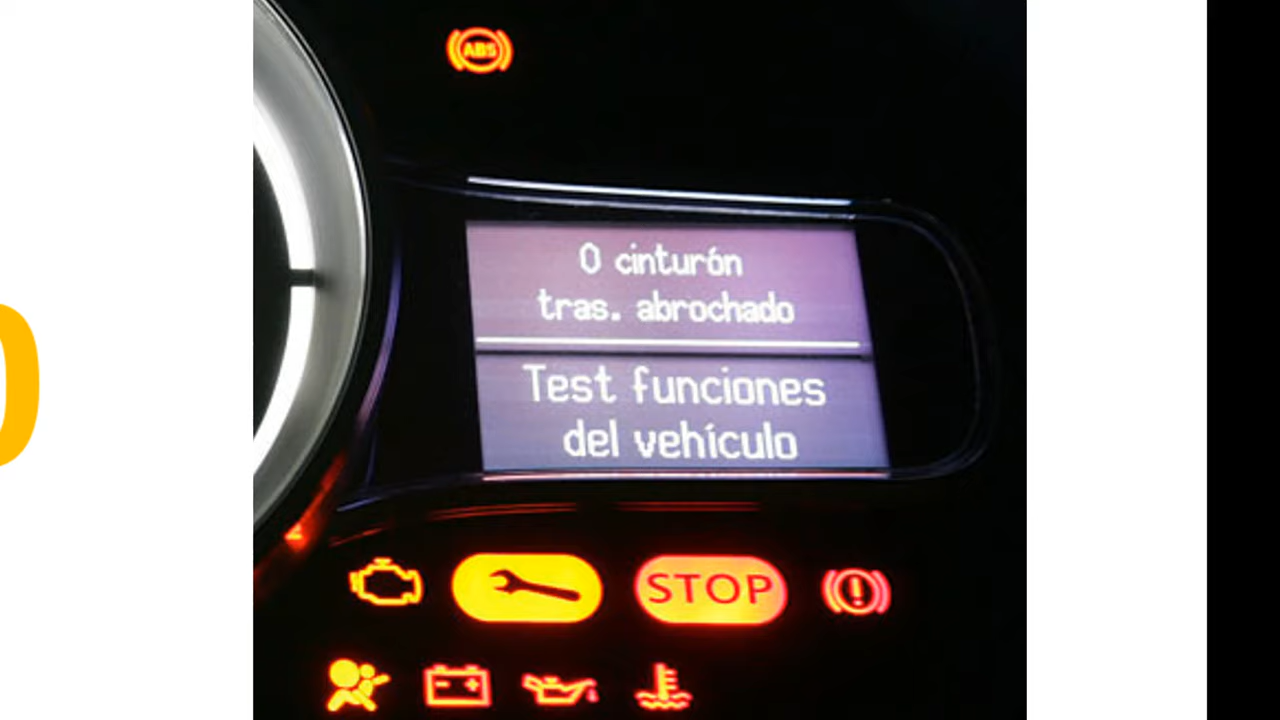 ABS
0 cinturón
tras. abrochado
Test funciones
del vehículo
STOP